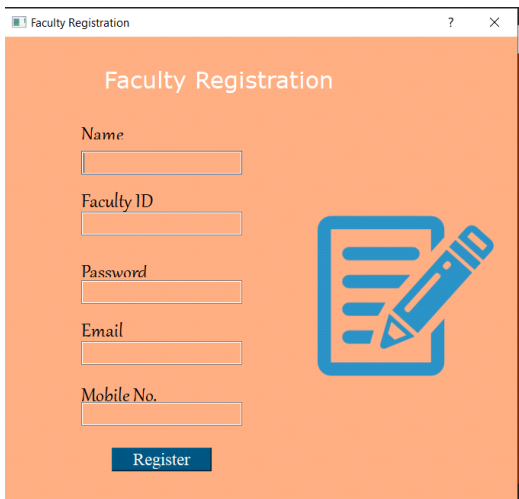 Faculty Registration
?
Faculty Registration
Name
Faculty ID
Password
Email
Mobile No.
Register